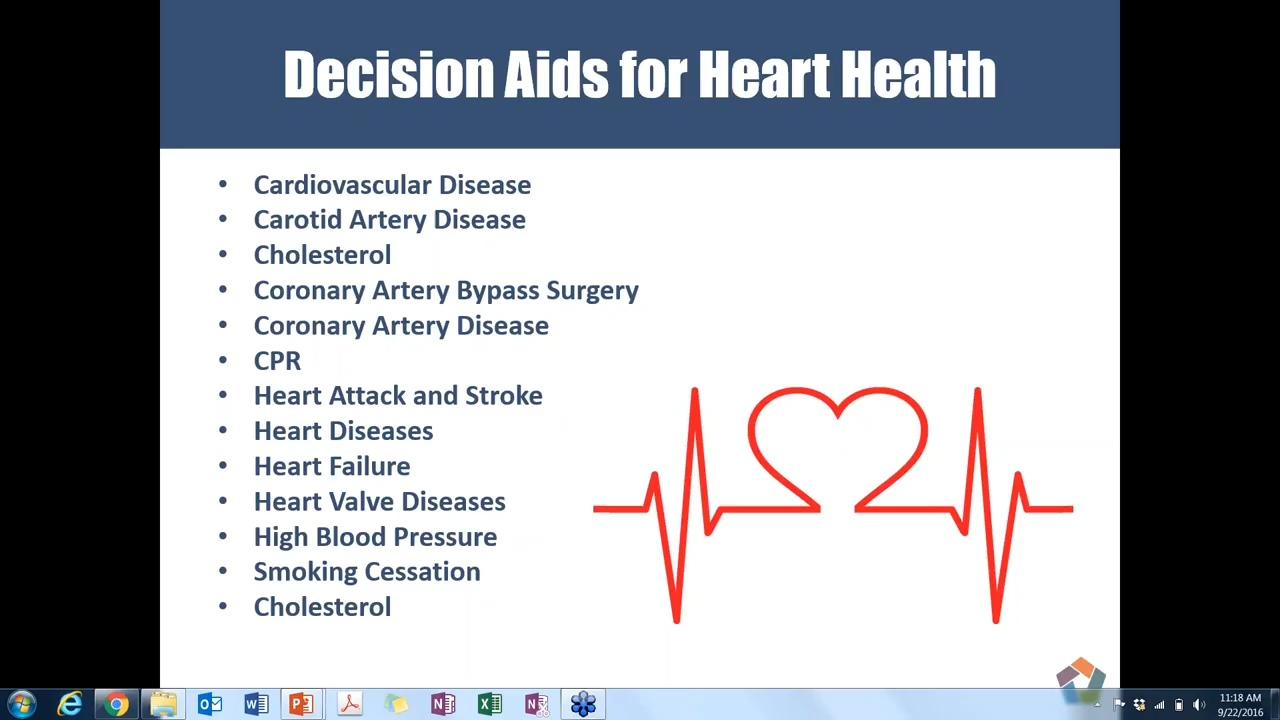 Decision Aids for Heart Health
• Cardiovascular Disease
• Carotid Artery Disease
• Cholesterol
• Coronary Artery Bypass Surgery
• Coronary Artery Disease
• CPR
• Heart Attack and Stroke
• Heart Diseases
• Heart Failure
• Heart Valve Diseases
• High Blood Pressure
• Smoking Cessation
• Cholesterol
11:18 AM
9/22/2016